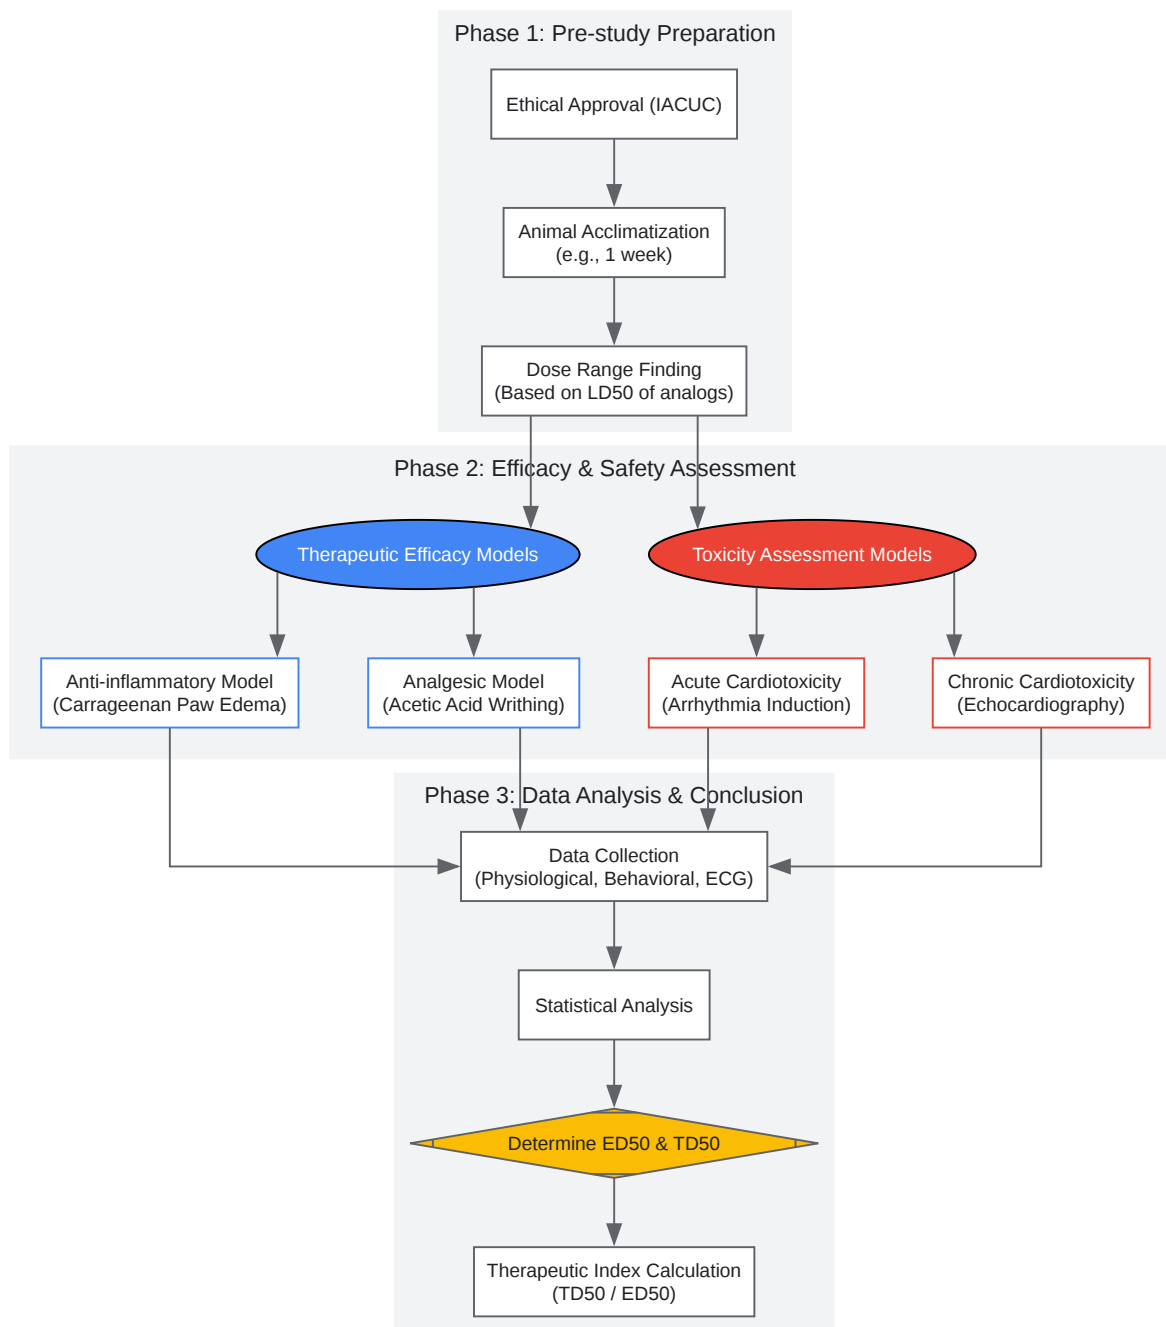 Phase 1: Pre-study Preparation
Ethical Approval (IACUC)
Animal Acclimatization
(e.g., 1 week)
Dose Range Finding
(Based on LD50 of analogs)
Phase 2: Efficacy & Safety Assessment
Therapeutic Efficacy Models
Toxicity Assessment Models
Anti-inflammatory Model
(Carrageenan Paw Edema)
Analgesic Model
(Acetic Acid Writhing)
Acute Cardiotoxicity
(Arrhythmia Induction)
Chronic Cardiotoxicity
(Echocardiography)
Phase 3: Data Analysis & Conclusion
Data Collection
(Physiological, Behavioral, ECG)
Statistical Analysis
Determine ED50 & TD50
Therapeutic Index Calculation
(TD50 / ED50)